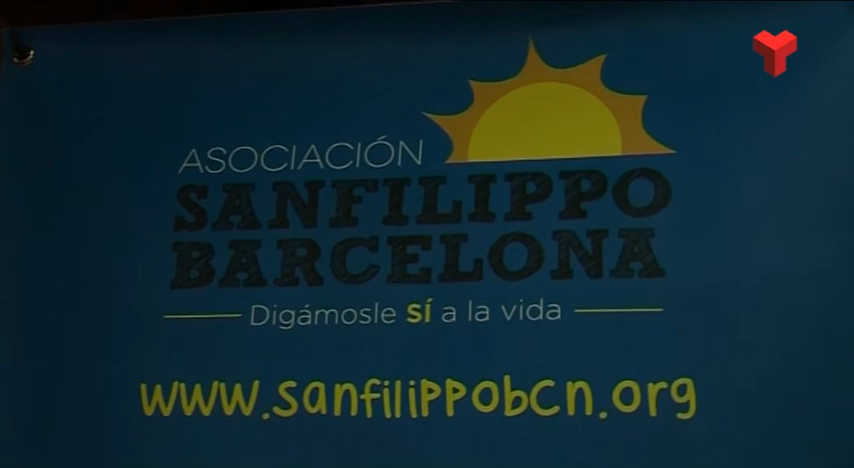 ASOCIACIÓN
SANFILIPPO
BARCELONA
Digámosle sí a la vida
www.sanfilippobcn.org